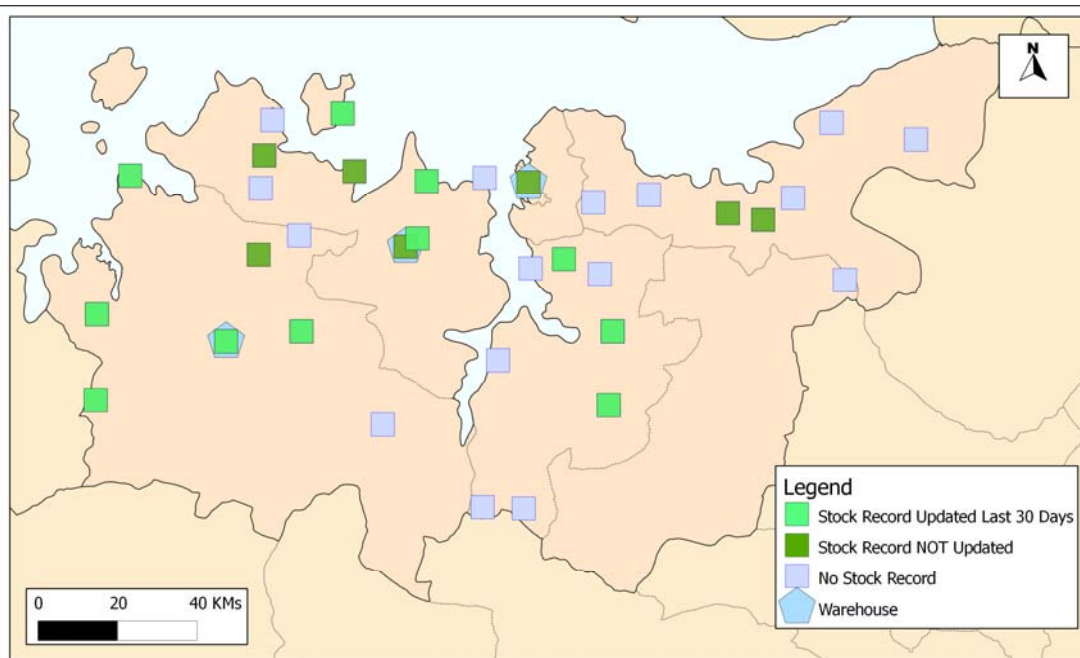 N
Legend
Stock Record Updated Last 30 Days
Stock Record NOT Updated
No Stock Record
Warehouse
0 20 40 KMs